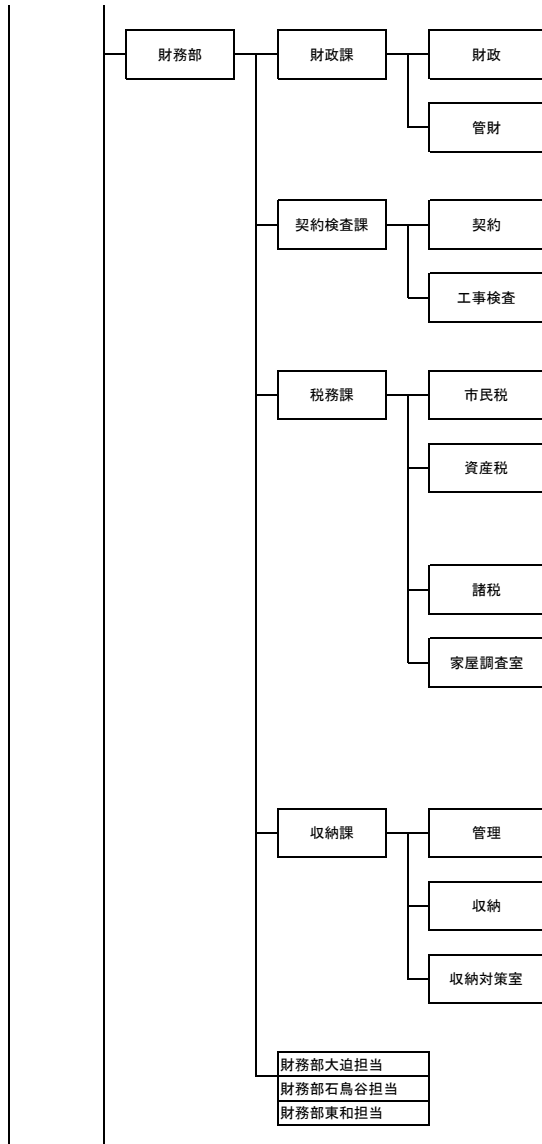 財務部
財政課
財政
管財
契約検査課
契約
工事検査
税務課
市民税
資産税
諸税
家屋調査室
収納課
管理
収納
収納対策室
財務部大迫担当
財務部石鳥谷担当
財務部東和担当